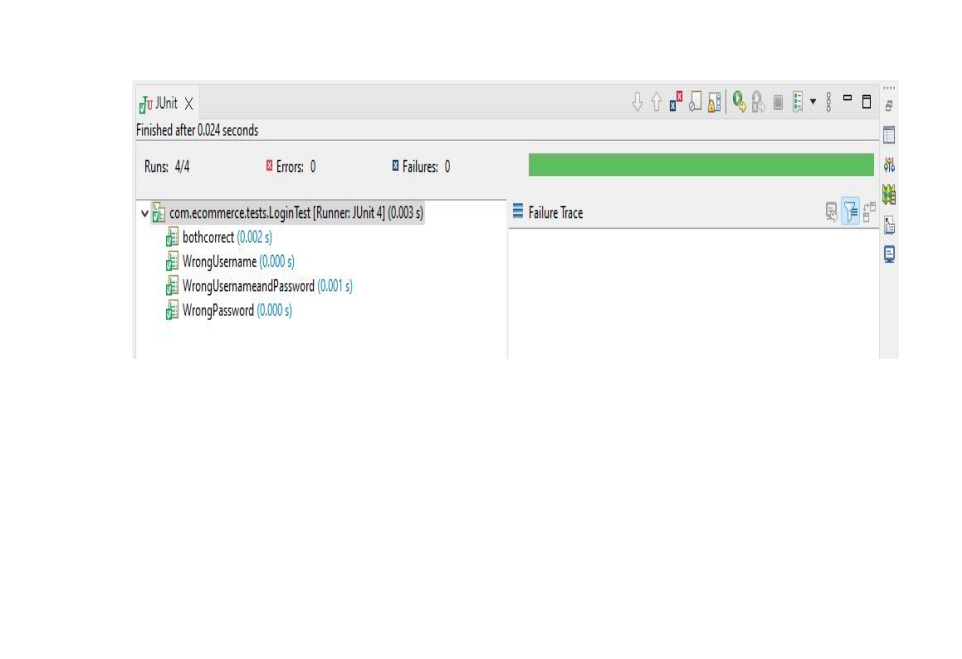 JUnit
Finished after 0.024 seconds
Runs: 4/4 Errors: 0 Failures: 0
com.ecommerce.tests.LoginTest [Runner: JUnit 4] (0.003 s)
Failure Trace
bothcorrect (0.002 s)
WrongUsername (0.000 s)
WrongUsernameandPassword (0.001 s)
WrongPassword (0.000 s)